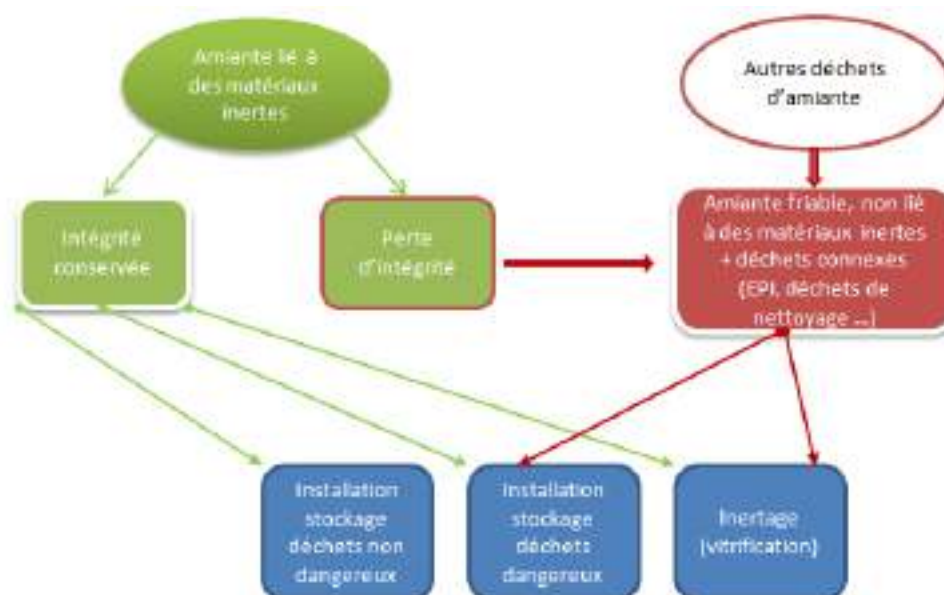 Amiante lié à
des matériaux
inertes
Autres déchets
d'amiante
Intégrité
conservée
Perte
d'intégrité
Amiante friable, non lié
à des matériaux inertes
+ déchets connexes
(EPI, déchets de
nettoyage ...)
Installation
stockage
déchets non
dangereux
Installation
stockage
déchets
dangereux
Inertage
(vitrification)